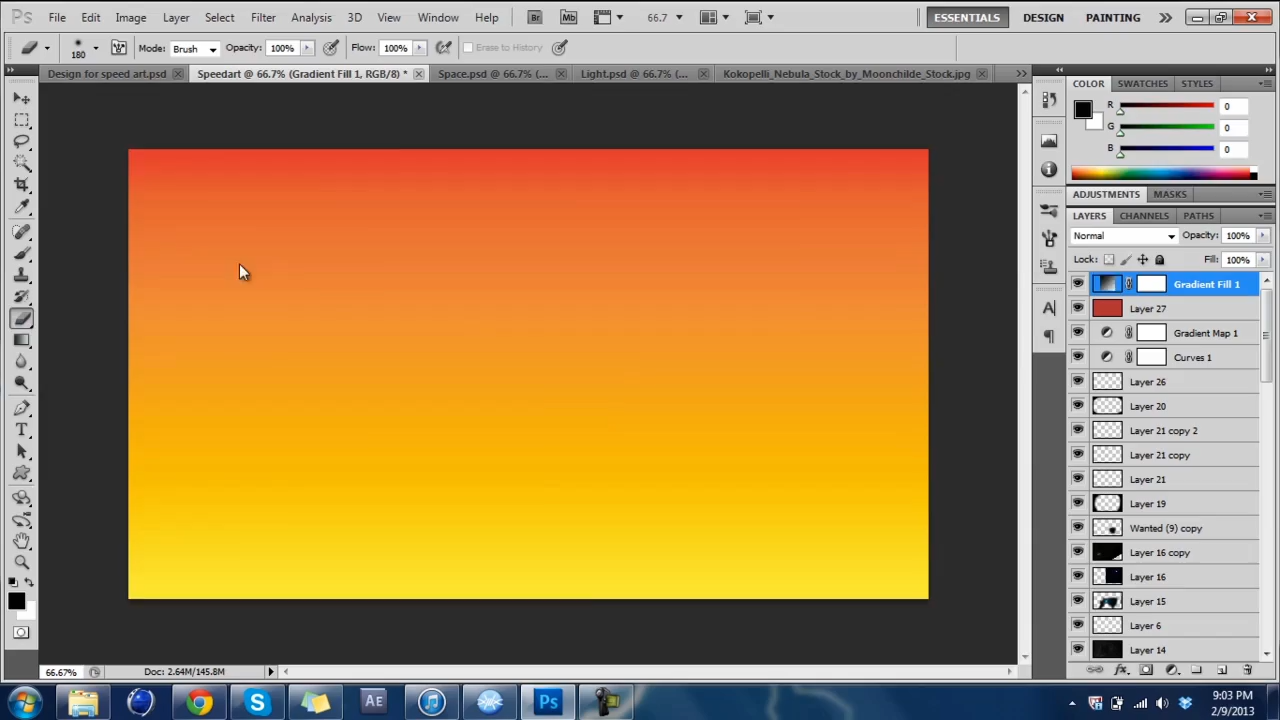 Ps File Edit Image Layer Select Filter Analysis 3D View Window Help Br Mb 66.7 ESSENTIALS DESIGN PAINTING
180 Mode: Brush Opacity: 100% Flow: 100% Erase to History
Design for speed art.psd Speedart @ 66.7% (Gradient Fill 1, RGB/8) * Space.psd @ 66.7% (... Light.psd @ 66.7% (... Kokopelli_Nebula_Stock_by_Moonchilde_Stock.jpg
COLOR SWATCHES STYLES
R 0
G 0
B 0
ADJUSTMENTS MASKS
LAYERS CHANNELS PATHS
Normal Opacity: 100%
Lock: Fill: 100%
Gradient Fill 1
Layer 27
Gradient Map 1
Curves 1
Layer 26
Layer 20
Layer 21 copy 2
Layer 21 copy
Layer 21
Layer 19
Wanted (9) copy
Layer 16 copy
Layer 16
Layer 15
Layer 6
Layer 14
66.67% Doc: 2.64M/145.8M
AE Ps
9:03 PM
2/9/2013